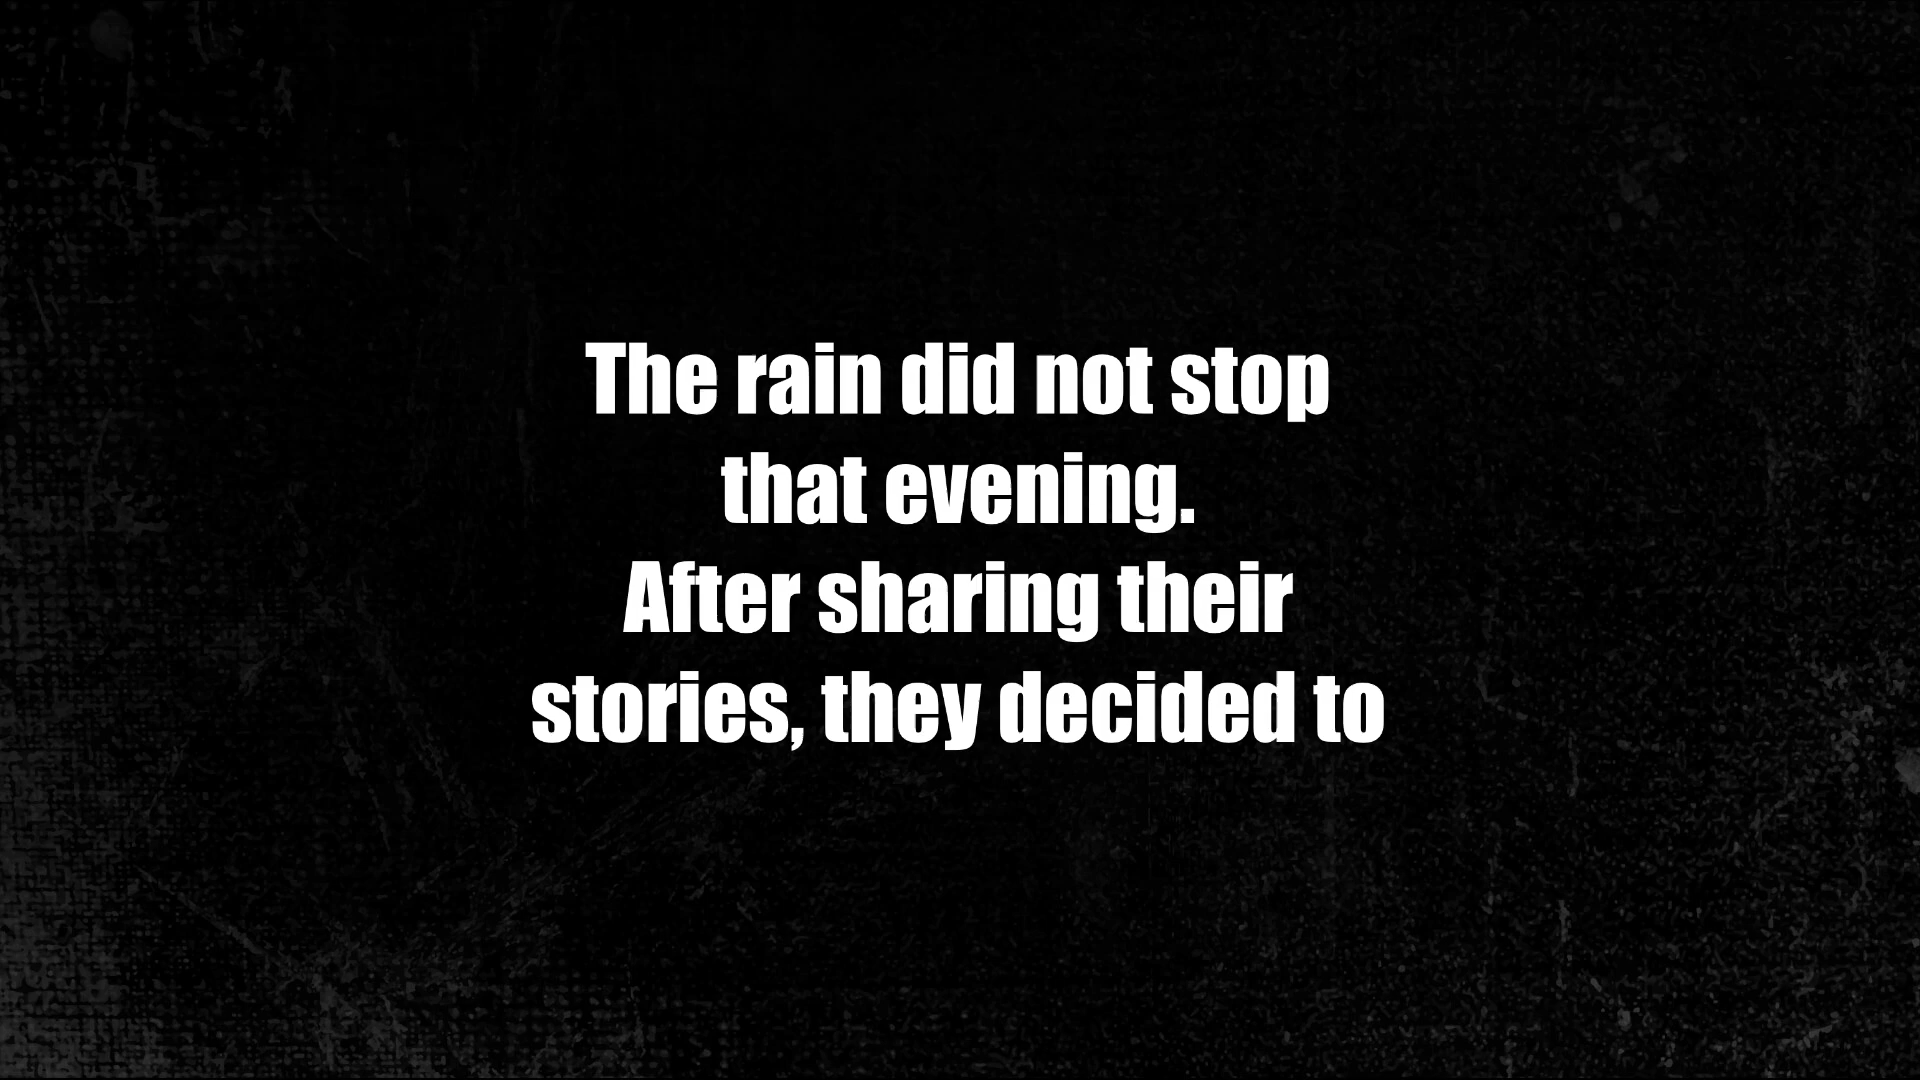 The rain did not stop
that evening.
After sharing their
stories, they decided to